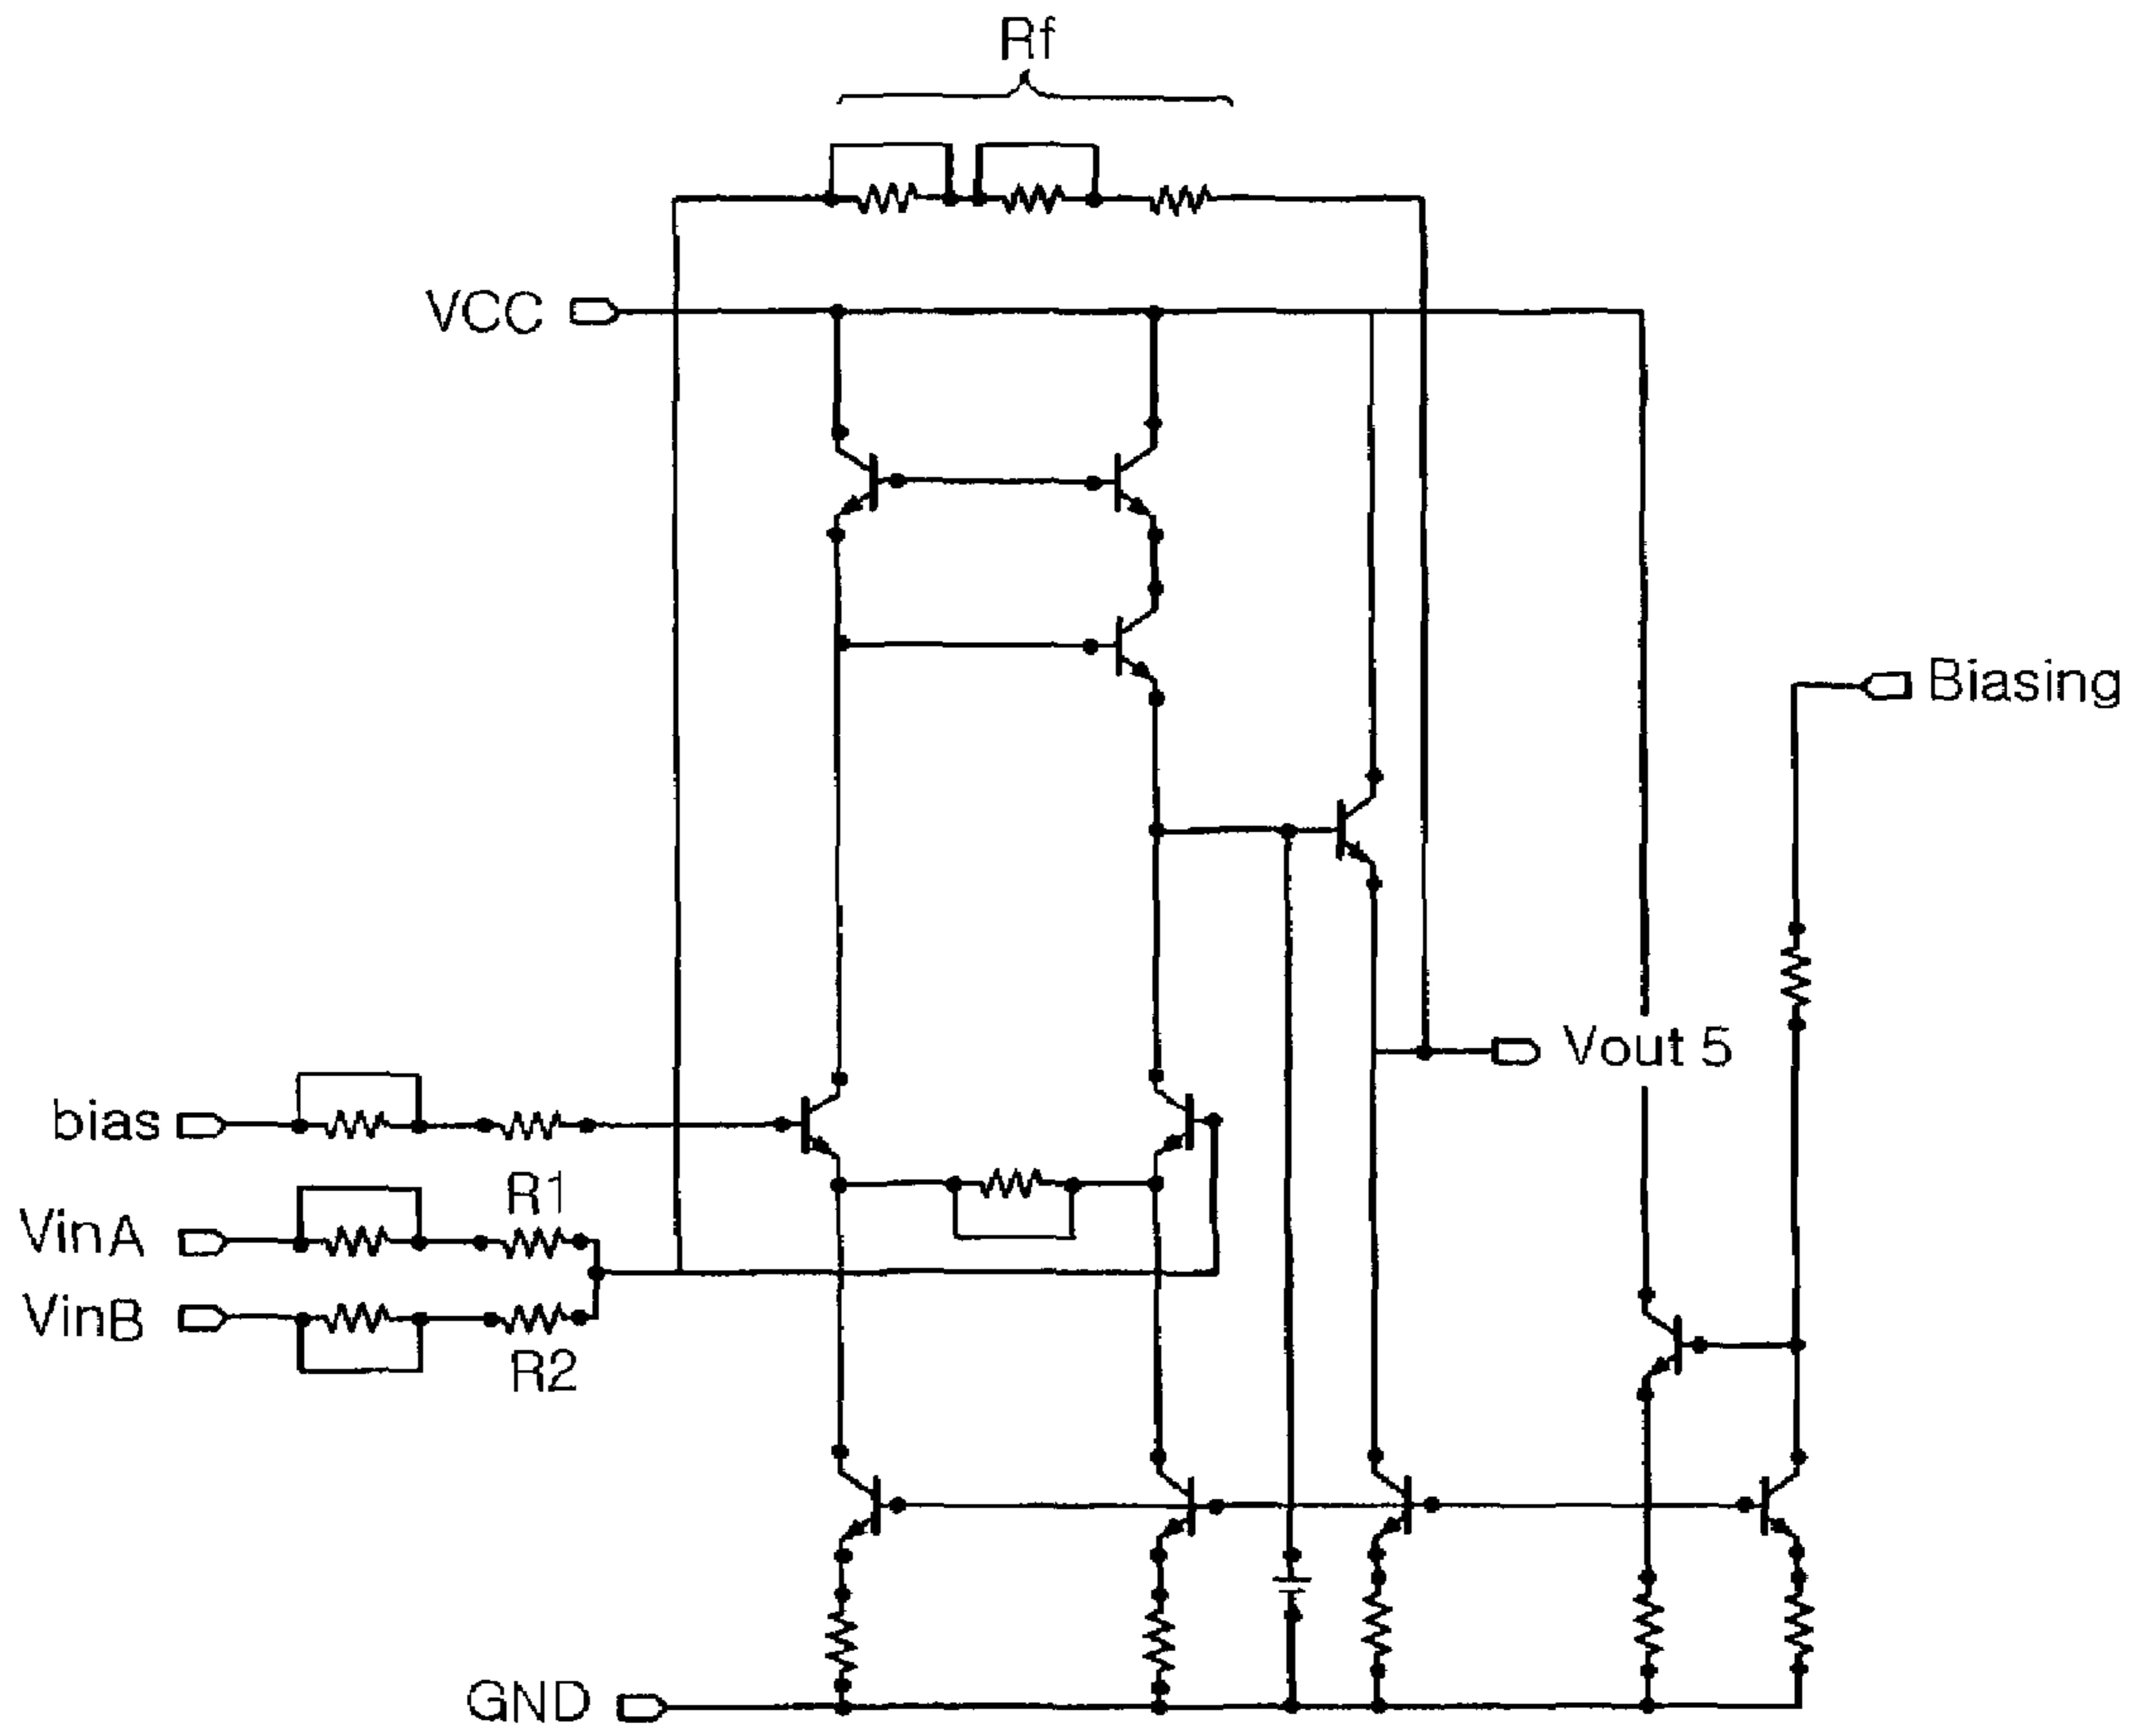 Rf
VCC
Biasing
Vout 5
bias
R1
VinA
VinB
R2
GND